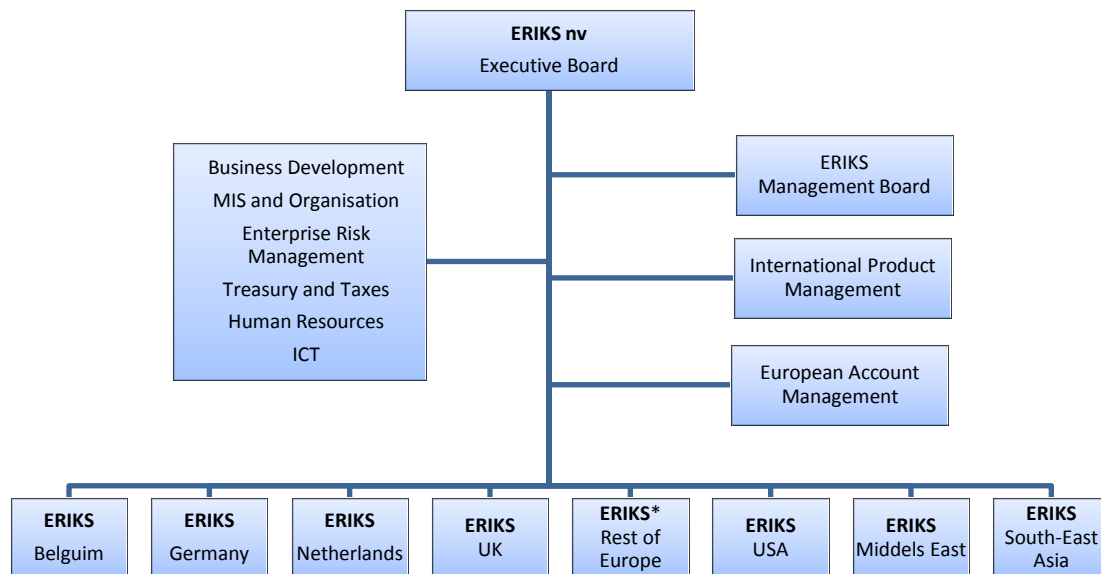 ERIKS nv
Executive Board
Business Development
MIS and Organisation
Enterprise Risk
Management
Treasury and Taxes
Human Resources
ICT
ERIKS
Management Board
International Product
Management
European Account
Management
ERIKS
Belguim
ERIKS
Germany
ERIKS
Netherlands
ERIKS
UK
ERIKS*
Rest of
Europe
ERIKS
USA
ERIKS
Middels East
ERIKS
South-East
Asia